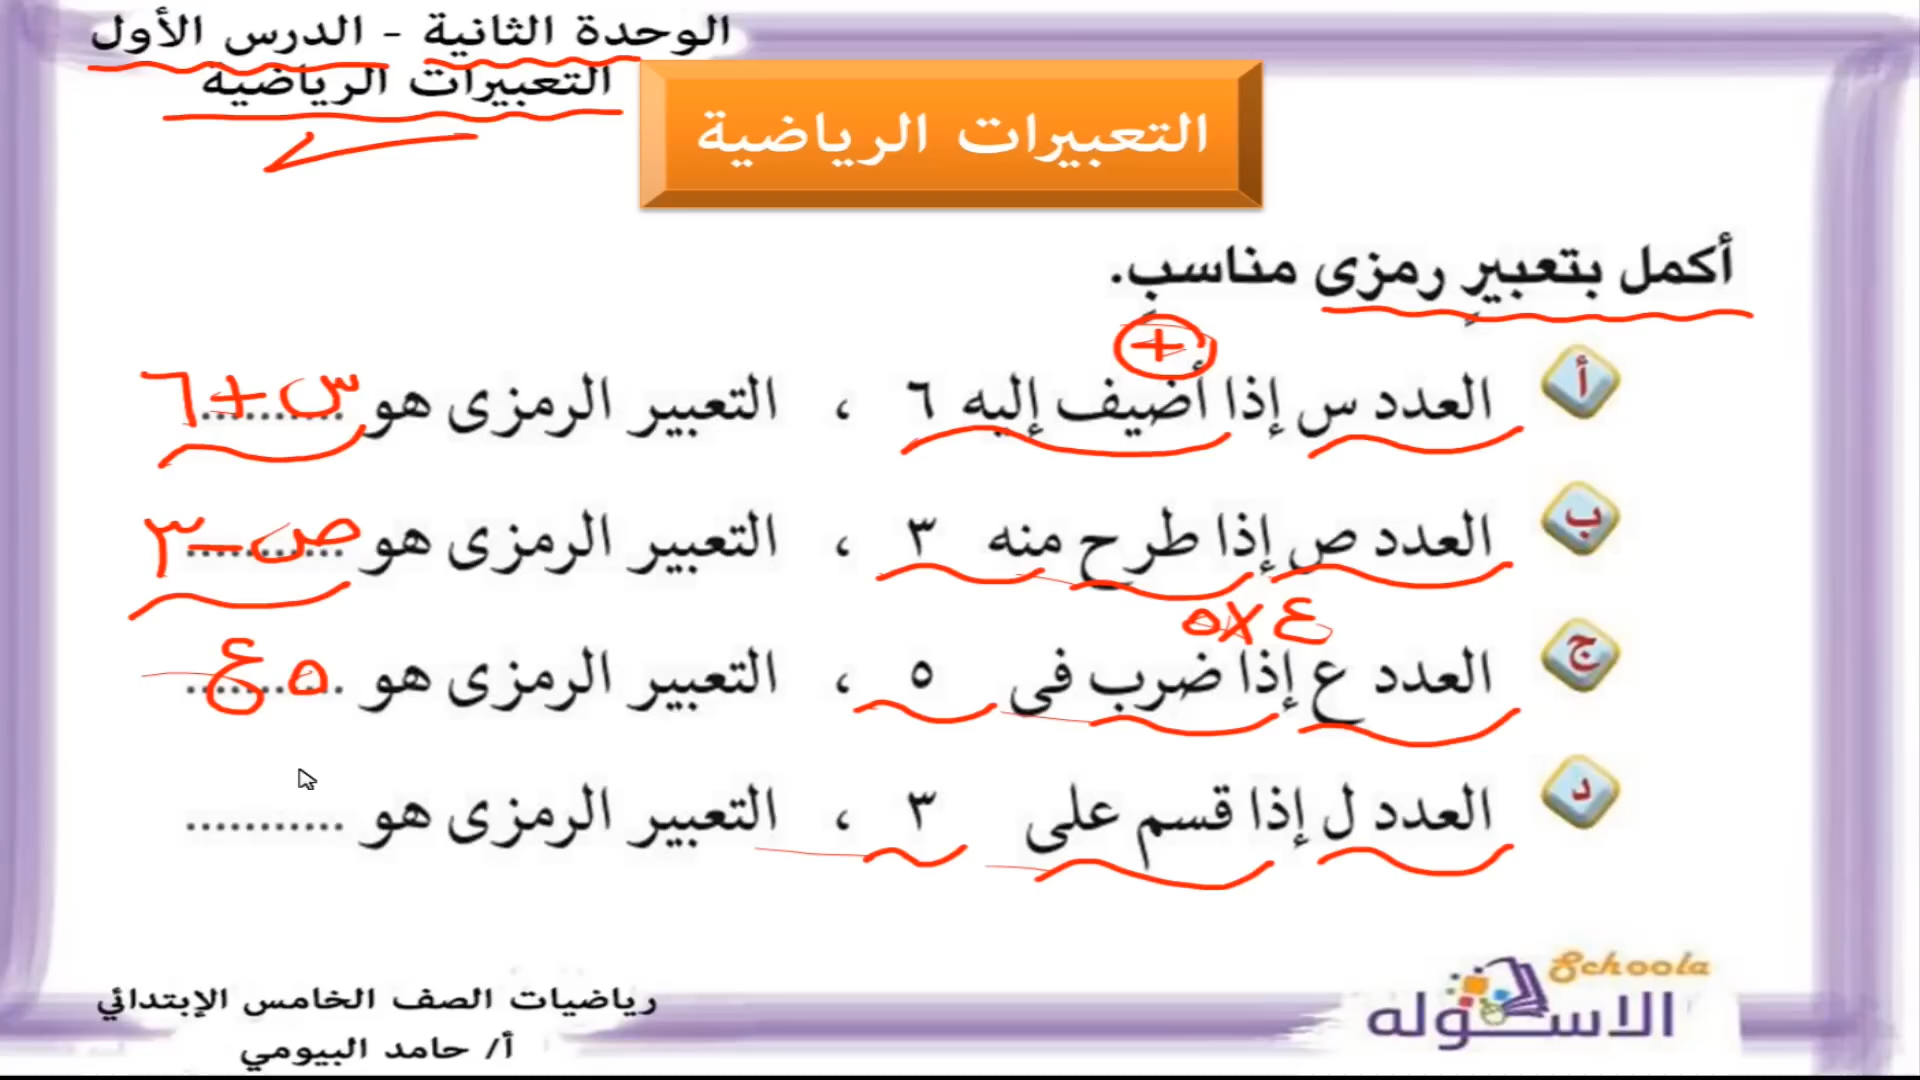 الوحدة الثانية - الدرس الأول
التعبيرات الرياضية
التعبيرات الرياضية
أكمل بتعبيرٍ رمزى مناسبٍ.
+
أ العدد س إذا أضيف إليه ٦ ، التعبير الرمزى هو ........... س + ٦
ب العدد ص إذا طرح منه ٣ ، التعبير الرمزى هو ........... ص - ٣
ع × ٥
ج العدد ع إذا ضرب فى ٥ ، التعبير الرمزى هو ........... ٥ ع
د العدد ل إذا قسم على ٣ ، التعبير الرمزى هو ...........
Schoola
الاسكوله
رياضيات الصف الخامس الإبتدائي
أ/ حامد البيومي